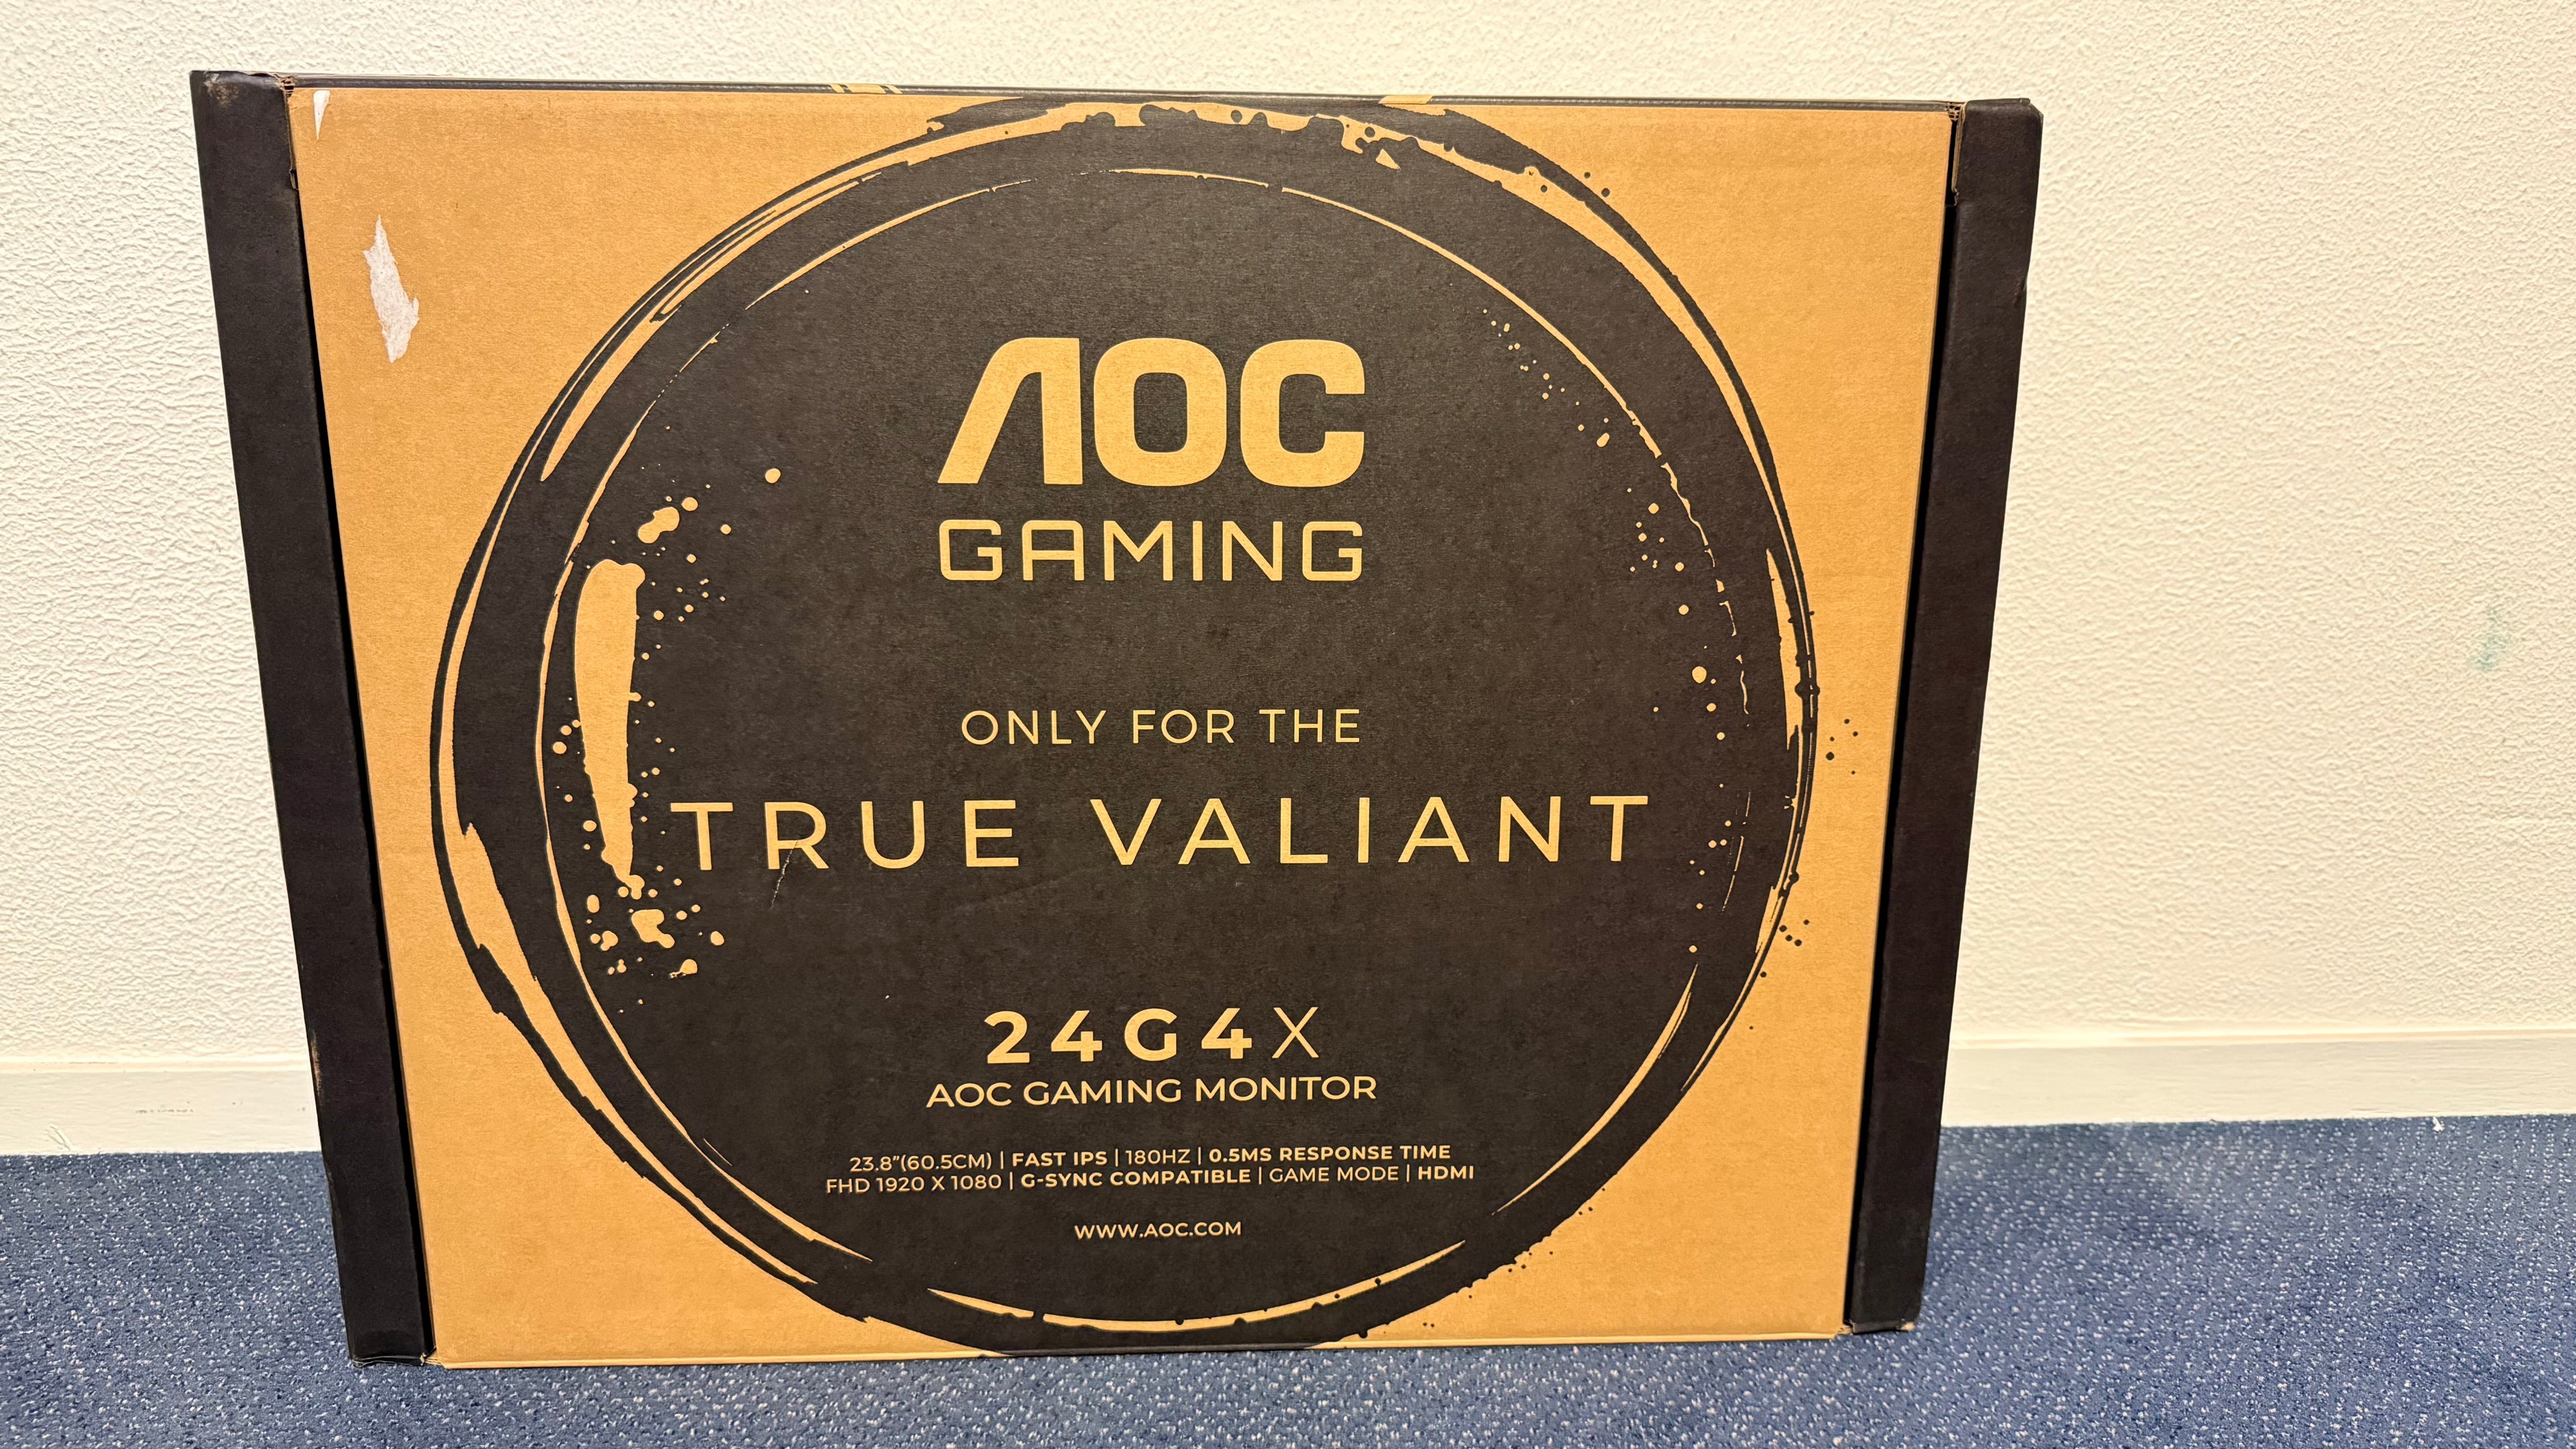 AOC
GAMING
ONLY FOR THE
TRUE VALIANT
24G4X
AOC GAMING MONITOR
23.8"(60.5CM) | FAST IPS | 180HZ | 0.5MS RESPONSE TIME
FHD 1920 X 1080 | G-SYNC COMPATIBLE | GAME MODE | HDMI
WWW.AOC.COM